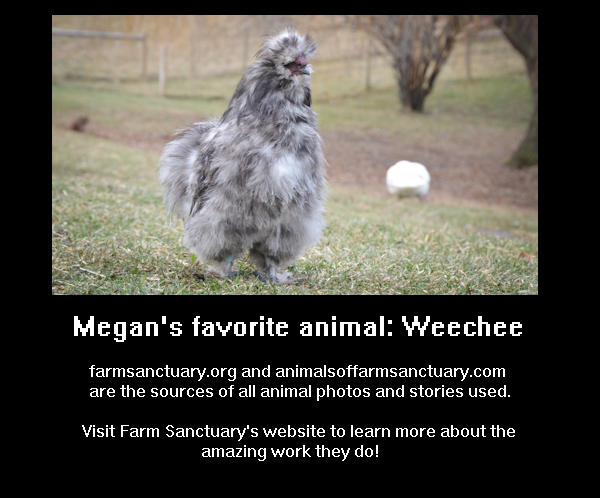 Megan's favorite animal: Weechee
farmsanctuary.org and animalsoffarmsanctuary.com
are the sources of all animal photos and stories used.
Visit Farm Sanctuary's website to learn more about the
amazing work they do!